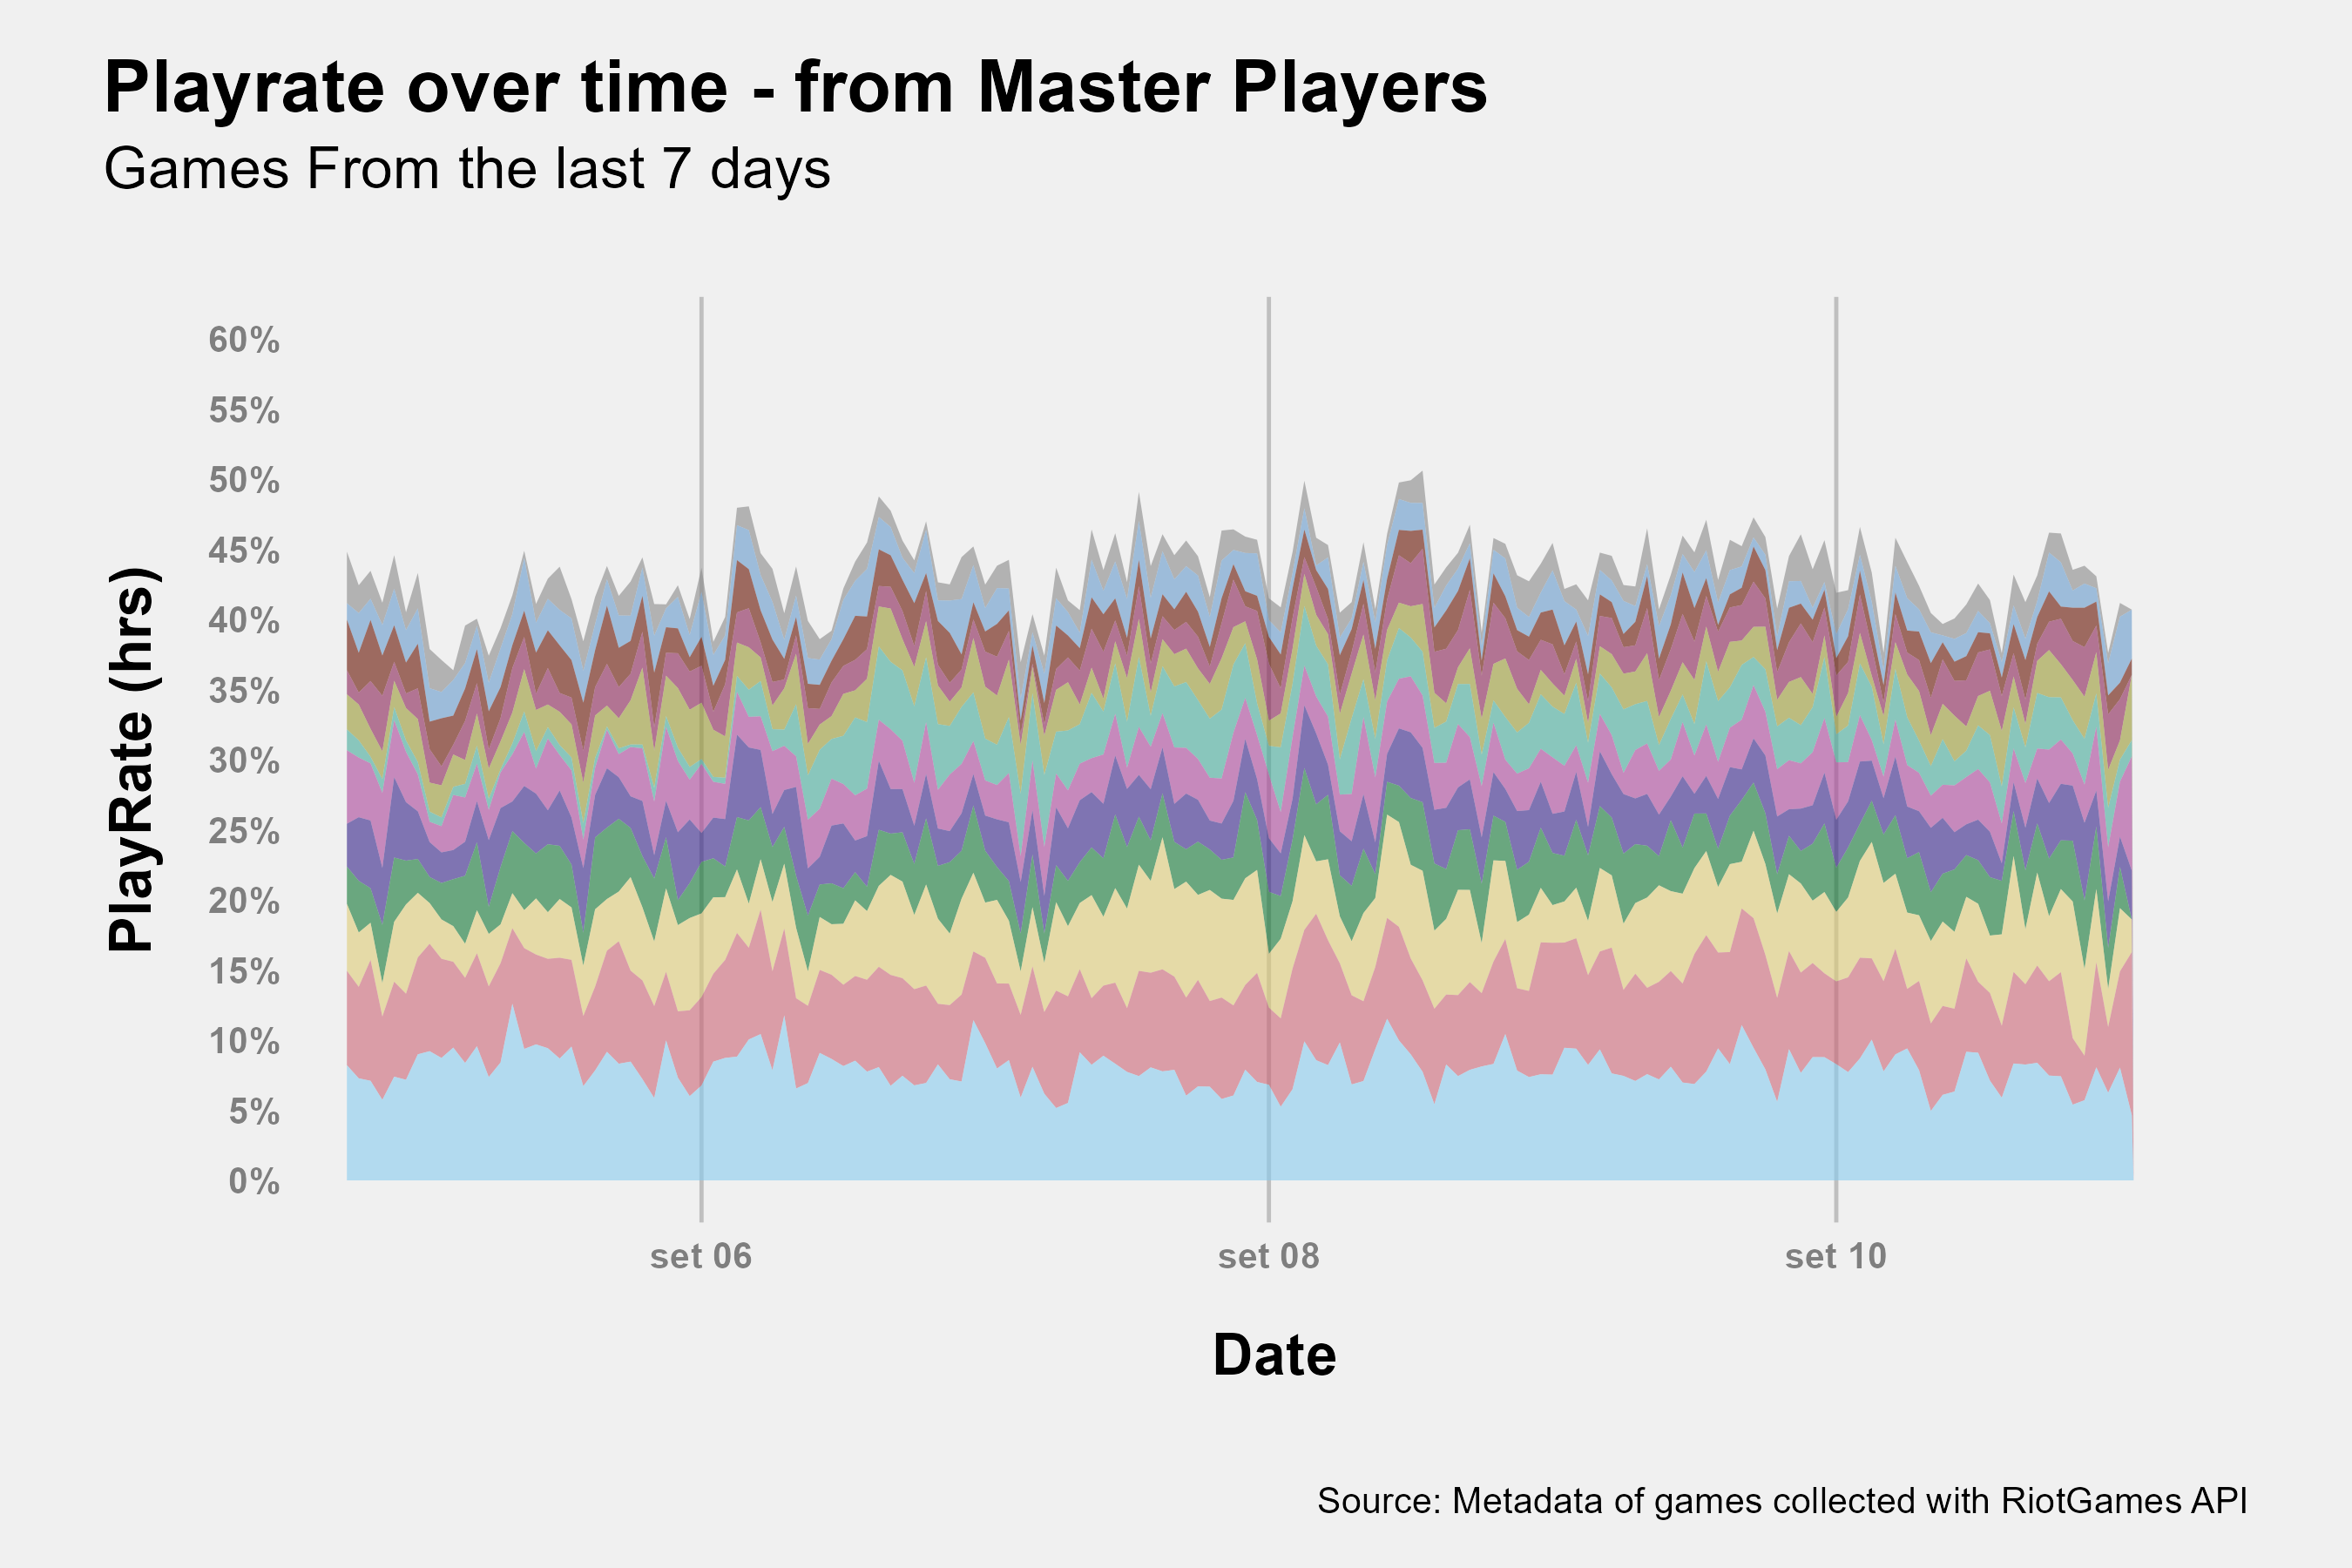 Playrate over time - from Master Players
Games From the last 7 days
PlayRate (hrs)
60%
55%
50%
45%
40%
35%
30%
25%
20%
15%
10%
5%
0%
set 06
set 08
set 10
Date
Source: Metadata of games collected with RiotGames API